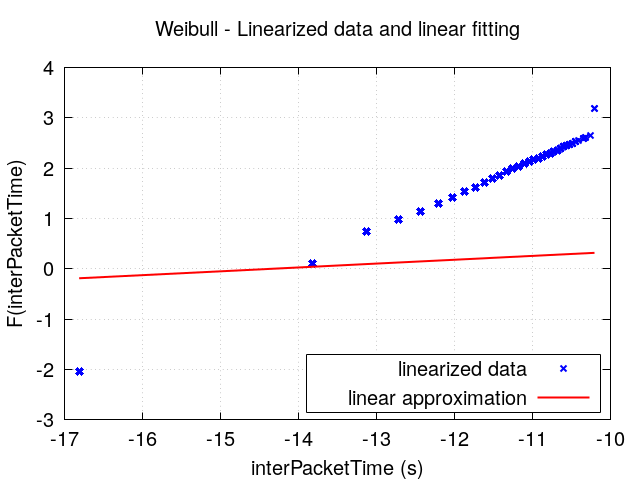 Weibull - Linearized data and linear fitting
4
3
2
1
0
-1
-2
-3
F(interPacketTime)
linearized data
linear approximation
-17 -16 -15 -14 -13 -12 -11 -10
interPacketTime (s)